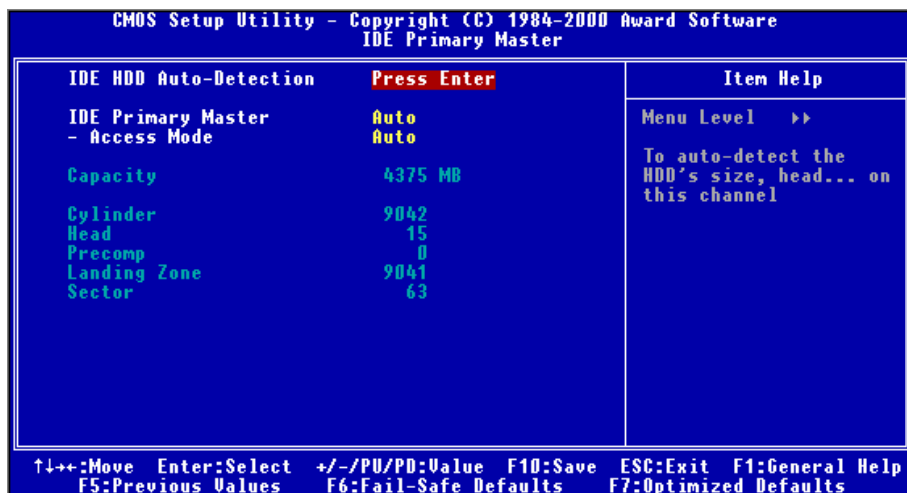 CMOS Setup Utility - Copyright (C) 1984-2000 Award Software
IDE Primary Master
IDE HDD Auto-Detection Press Enter
IDE Primary Master Auto
- Access Mode Auto
Capacity 4375 MB
Cylinder 9042
Head 15
Precomp 0
Landing Zone 9041
Sector 63
Item Help
Menu Level ▸▸
To auto-detect the
HDD's size, head... on
this channel
↑↓→←:Move Enter:Select +/-/PU/PD:Value F10:Save ESC:Exit F1:General Help
F5:Previous Values F6:Fail-Safe Defaults F7:Optimized Defaults